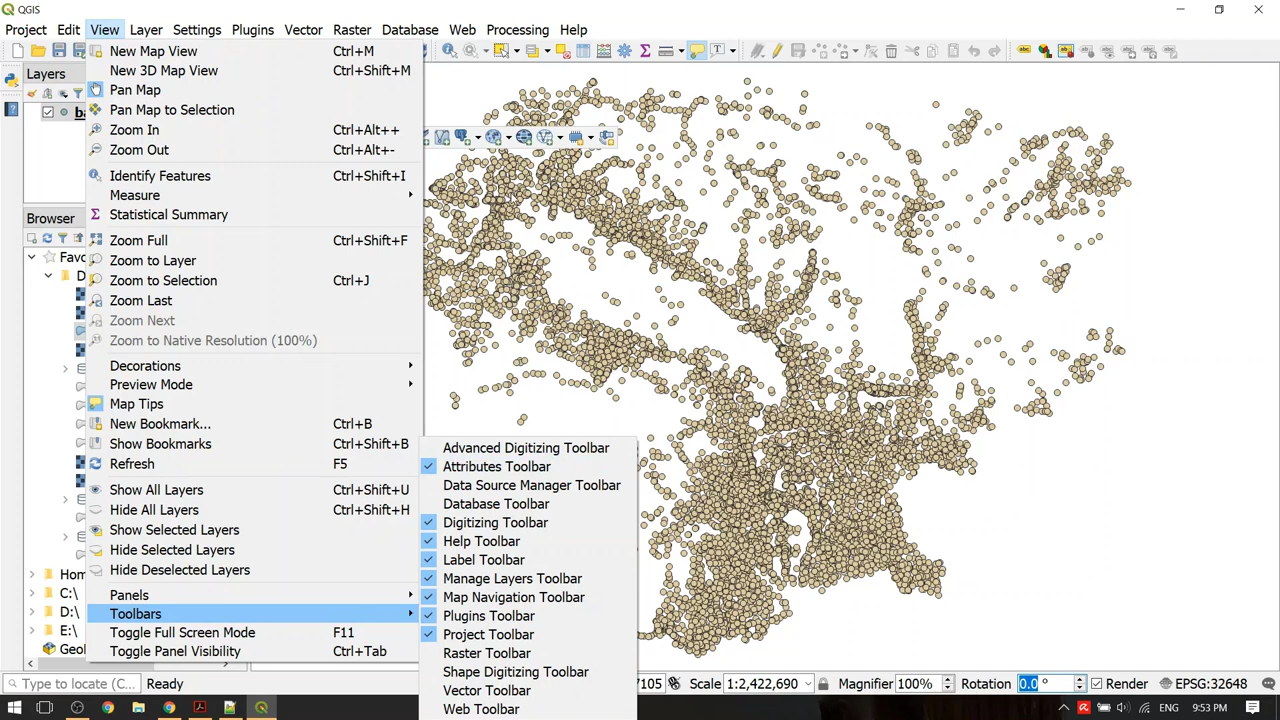 QGIS
Project Edit View Layer Settings Plugins Vector Raster Database Web Processing Help
Layers
Browser
Favo
D
Hom
C:\
D:\
E:\
Geol
New Map View Ctrl+M
New 3D Map View Ctrl+Shift+M
Pan Map
Pan Map to Selection
Zoom In Ctrl+Alt++
Zoom Out Ctrl+Alt+-
Identify Features Ctrl+Shift+I
Measure
Statistical Summary
Zoom Full Ctrl+Shift+F
Zoom to Layer
Zoom to Selection Ctrl+J
Zoom Last
Zoom Next
Zoom to Native Resolution (100%)
Decorations
Preview Mode
Map Tips
New Bookmark... Ctrl+B
Show Bookmarks Ctrl+Shift+B
Refresh F5
Show All Layers Ctrl+Shift+U
Hide All Layers Ctrl+Shift+H
Show Selected Layers
Hide Selected Layers
Hide Deselected Layers
Panels
Toolbars
Toggle Full Screen Mode F11
Toggle Panel Visibility Ctrl+Tab
Advanced Digitizing Toolbar
Attributes Toolbar
Data Source Manager Toolbar
Database Toolbar
Digitizing Toolbar
Help Toolbar
Label Toolbar
Manage Layers Toolbar
Map Navigation Toolbar
Plugins Toolbar
Project Toolbar
Raster Toolbar
Shape Digitizing Toolbar
Vector Toolbar
Web Toolbar
Type to locate (C... Ready 7105 Scale 1:2,422,690 Magnifier 100% Rotation 0.0 ° Render EPSG:32648
ENG 9:53 PM